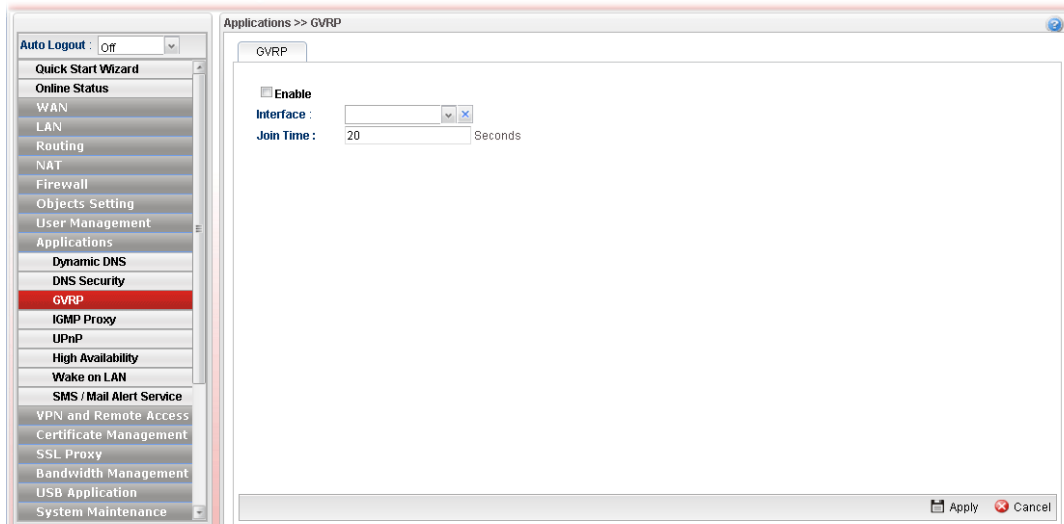 Auto Logout : Off
Quick Start Wizard
Online Status
WAN
LAN
Routing
NAT
Firewall
Objects Setting
User Management
Applications
Dynamic DNS
DNS Security
GVRP
IGMP Proxy
UPnP
High Availability
Wake on LAN
SMS / Mail Alert Service
VPN and Remote Access
Certificate Management
SSL Proxy
Bandwidth Management
USB Application
System Maintenance
Applications >> GVRP
GVRP
Enable
Interface :
Join Time : 20 Seconds
Apply Cancel